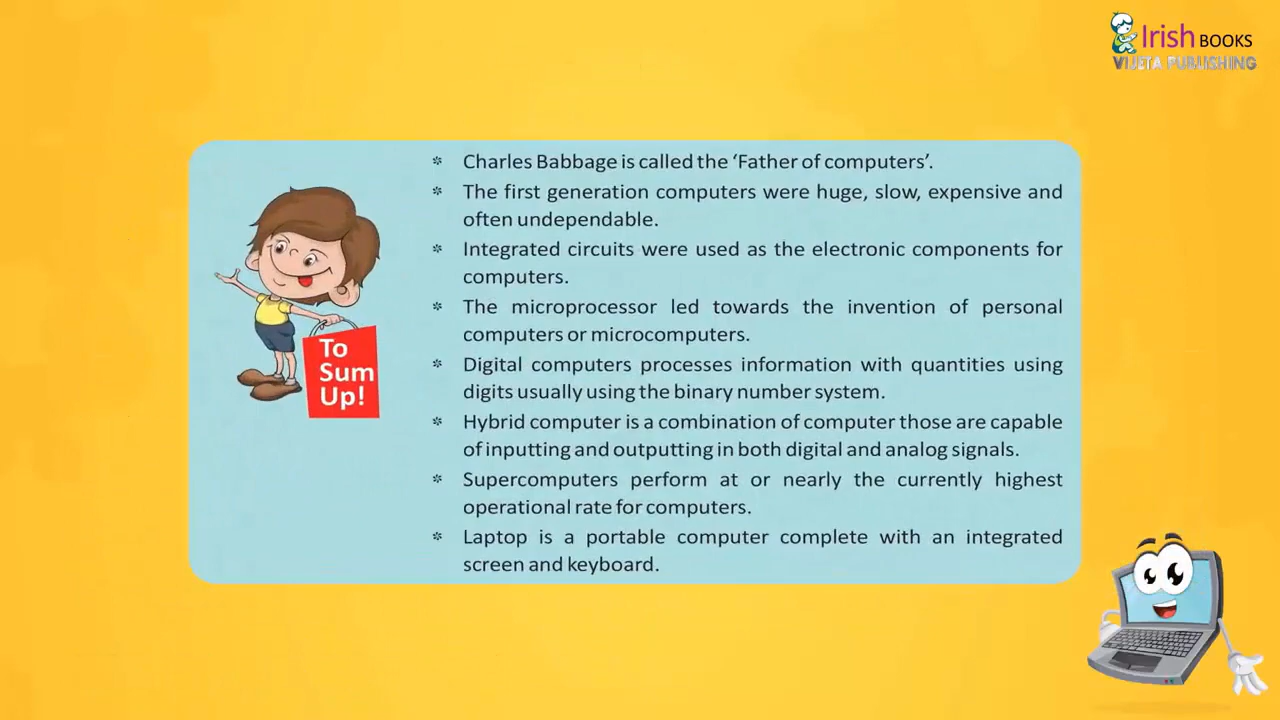 Irish BOOKS
VIJETA PUBLISHING
To
Sum
Up!
* Charles Babbage is called the ‘Father of computers’.
* The first generation computers were huge, slow, expensive and
often undependable.
* Integrated circuits were used as the electronic components for
computers.
* The microprocessor led towards the invention of personal
computers or microcomputers.
* Digital computers processes information with quantities using
digits usually using the binary number system.
* Hybrid computer is a combination of computer those are capable
of inputting and outputting in both digital and analog signals.
* Supercomputers perform at or nearly the currently highest
operational rate for computers.
* Laptop is a portable computer complete with an integrated
screen and keyboard.